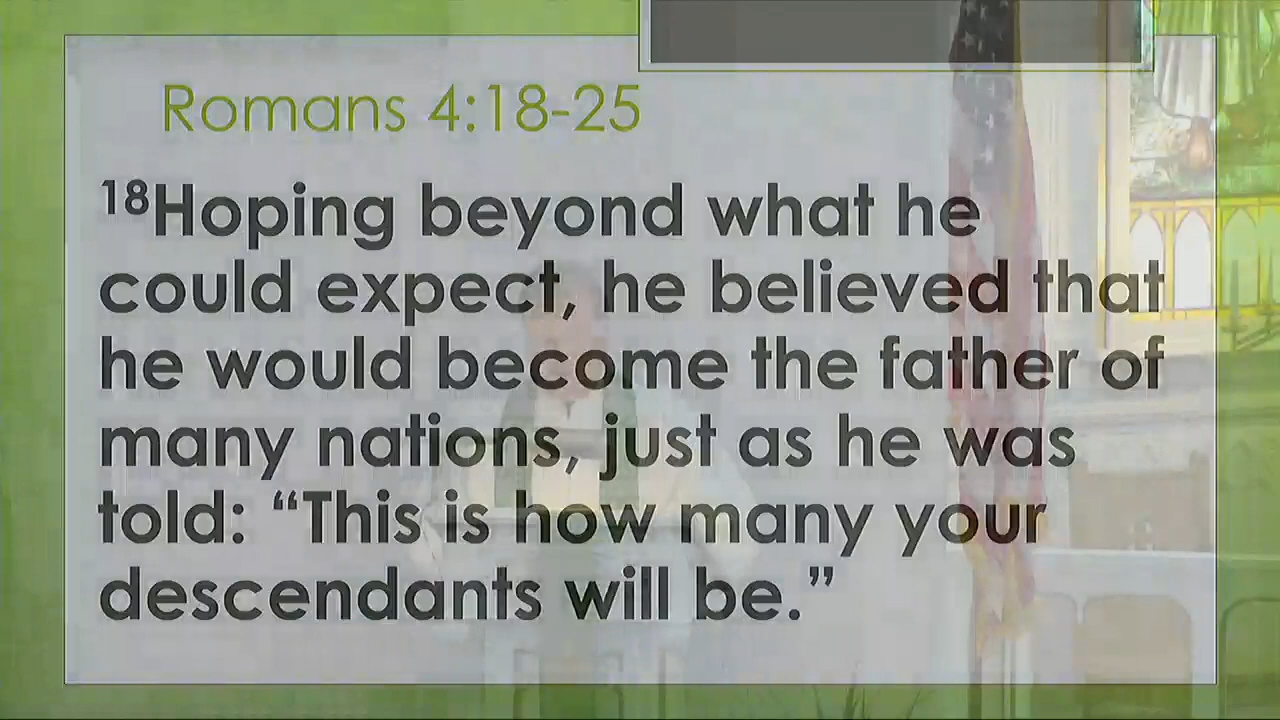 Romans 4:18-25
18Hoping beyond what he
could expect, he believed that
he would become the father of
many nations, just as he was
told: “This is how many your
descendants will be.”